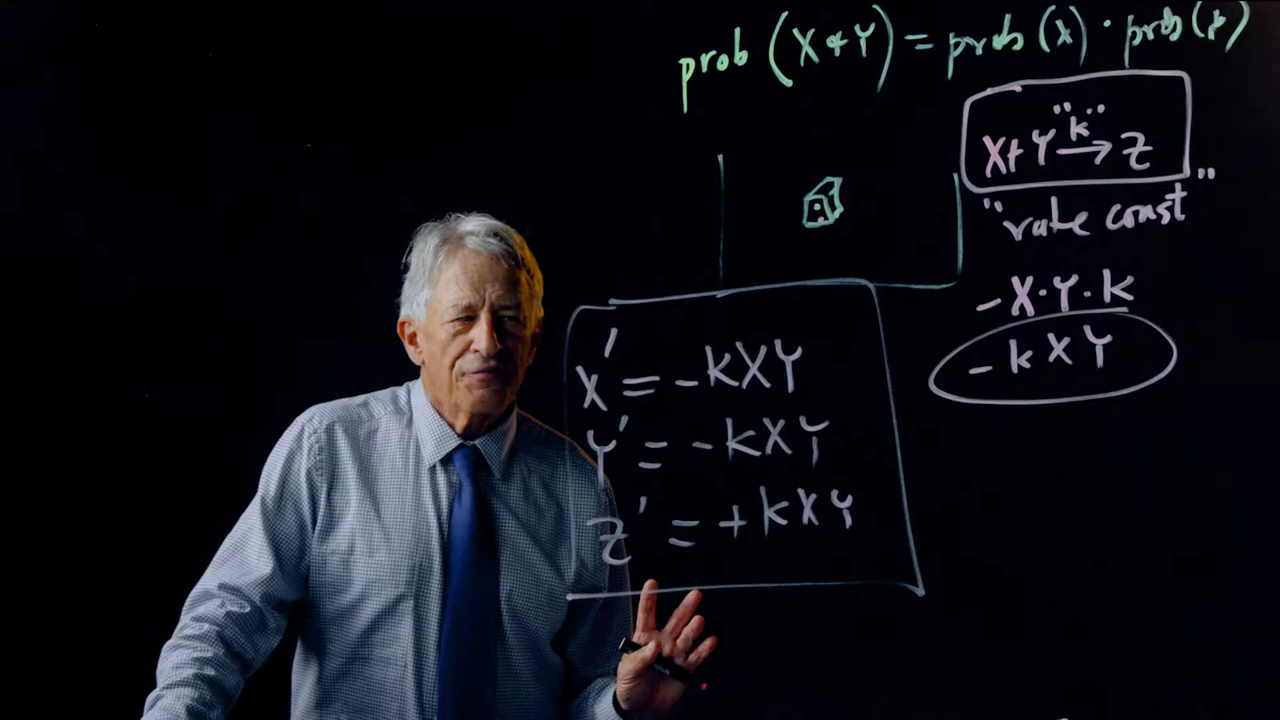 prob (X & Y) = prob (X) · prob (Y)
"k"
X + Y → Z
"rate const"
- X · Y · k
- k X Y
X' = - k X Y
Y' = - k X Y
Z' = + k X Y